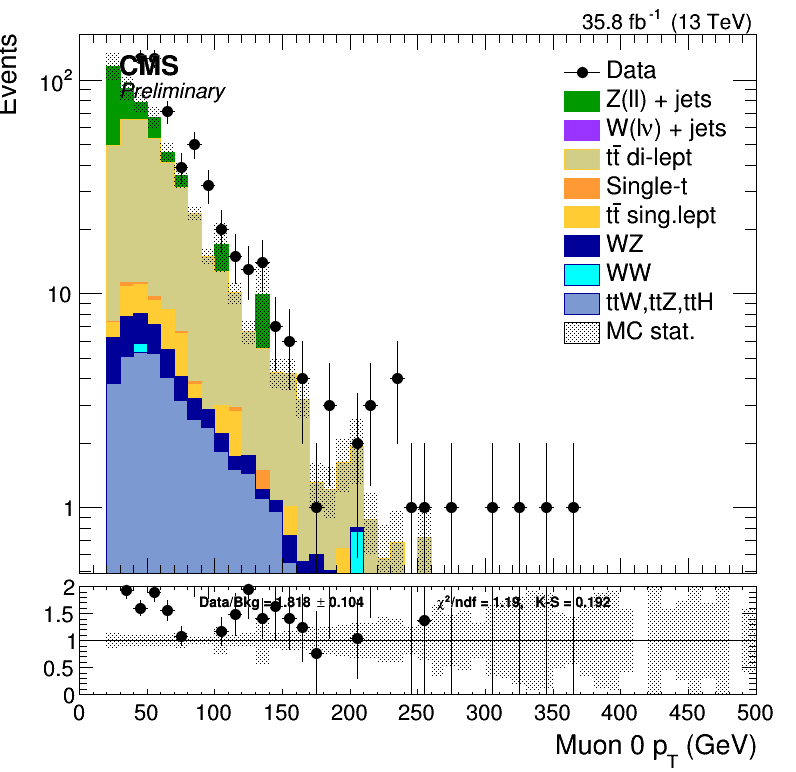 35.8 fb⁻¹ (13 TeV)
Events
10²
10
1
CMS
Preliminary
Data
Z(ll) + jets
W(lν) + jets
tt̄ di-lept
Single-t
tt̄ sing.lept
WZ
WW
ttW,ttZ,ttH
MC stat.
2
1.5
1
0.5
0
Data/Bkg = 1.818 ± 0.104
χ²/ndf = 1.19, K-S = 0.192
0 50 100 150 200 250 300 350 400 450 500
Muon 0 p_T (GeV)